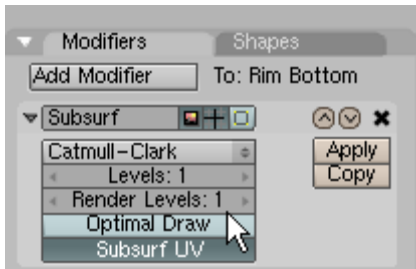 Modifiers Shapes
Add Modifier To: Rim Bottom
Subsurf
Catmull-Clark Apply
Levels: 1 Copy
Render Levels: 1
Optimal Draw
Subsurf UV